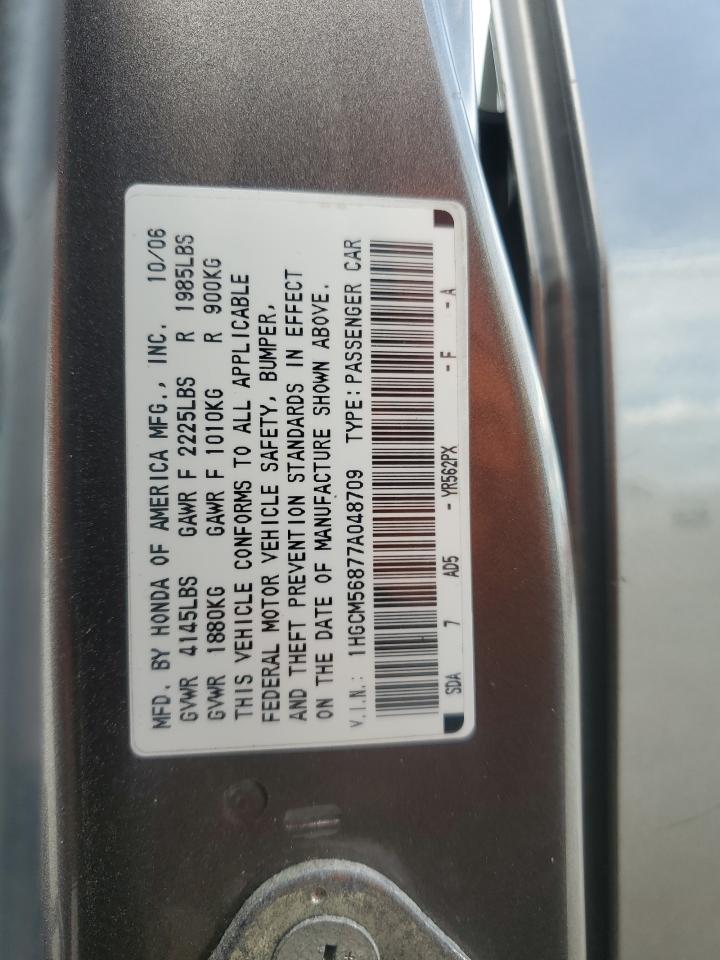 MFD. BY HONDA OF AMERICA MFG., INC. 10/06
GVWR 4145LBS GAWR F 2225LBS R 1985LBS
GVWR 1880KG GAWR F 1010KG R 900KG
THIS VEHICLE CONFORMS TO ALL APPLICABLE
FEDERAL MOTOR VEHICLE SAFETY, BUMPER,
AND THEFT PREVENTION STANDARDS IN EFFECT
ON THE DATE OF MANUFACTURE SHOWN ABOVE.
V.I.N.: 1HGCM56877A048709 TYPE:PASSENGER CAR
SDA 7 AD5 - YR562PX - F - A